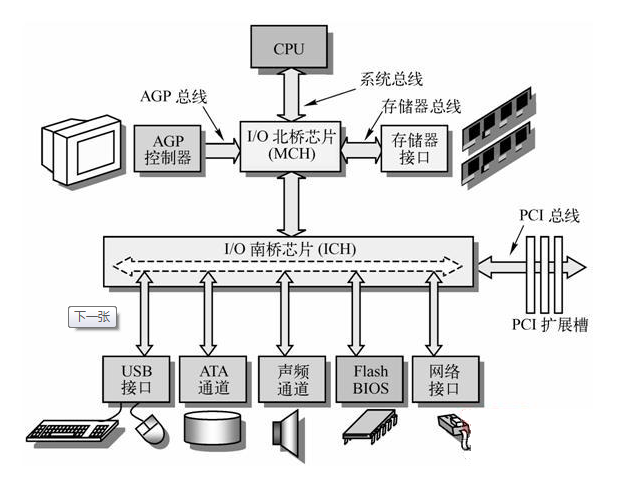 CPU
系统总线
AGP 总线
存储器总线
AGP
控制器
I/O 北桥芯片
(MCH)
存储器
接口
PCI 总线
I/O 南桥芯片 (ICH)
下一张
PCI 扩展槽
USB
接口
ATA
通道
声频
通道
Flash
BIOS
网络
接口